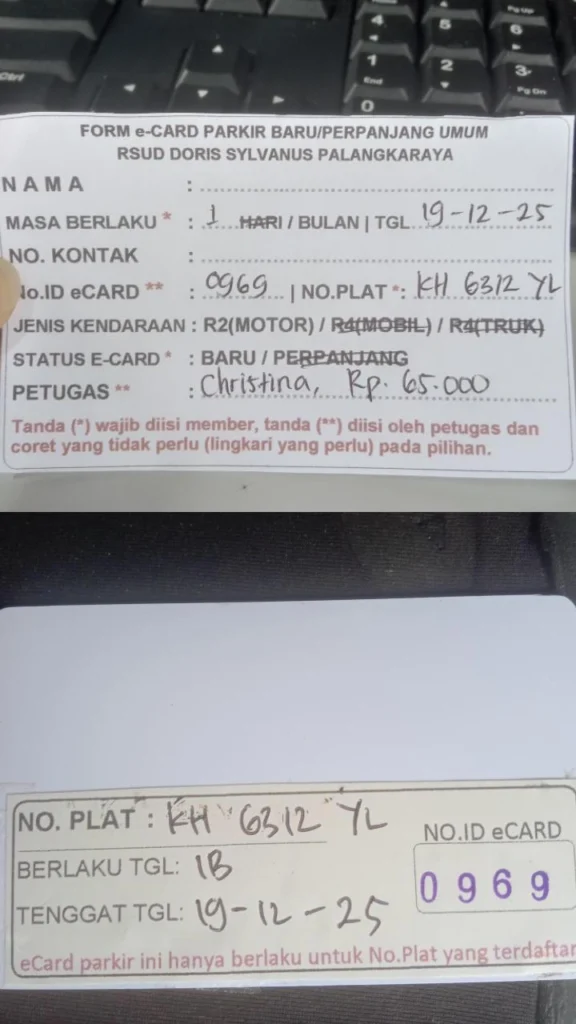 Ctrl
4
5
6
Pg Up
1
End
2
3
Pg Dn
0
FORM e-CARD PARKIR BARU/PERPANJANG UMUM
RSUD DORIS SYLVANUS PALANGKARAYA
NAMA :
MASA BERLAKU * : 1 HARI / BULAN | TGL 19-12-25
NO. KONTAK :
No.ID eCARD ** : 0969 | NO.PLAT *: KH 6312 YL
JENIS KENDARAAN : R2(MOTOR) / R4(MOBIL) / R4(TRUK)
STATUS E-CARD * : BARU / PERPANJANG
PETUGAS ** : Christina, Rp. 65.000
Tanda (*) wajib diisi member, tanda (**) diisi oleh petugas dan
coret yang tidak perlu (lingkari yang perlu) pada pilihan.
NO. PLAT : KH 6312 YL
NO.ID eCARD
BERLAKU TGL: 1B
0969
TENGGAT TGL: 19-12-25
eCard parkir ini hanya berlaku untuk No.Plat yang terdaftar